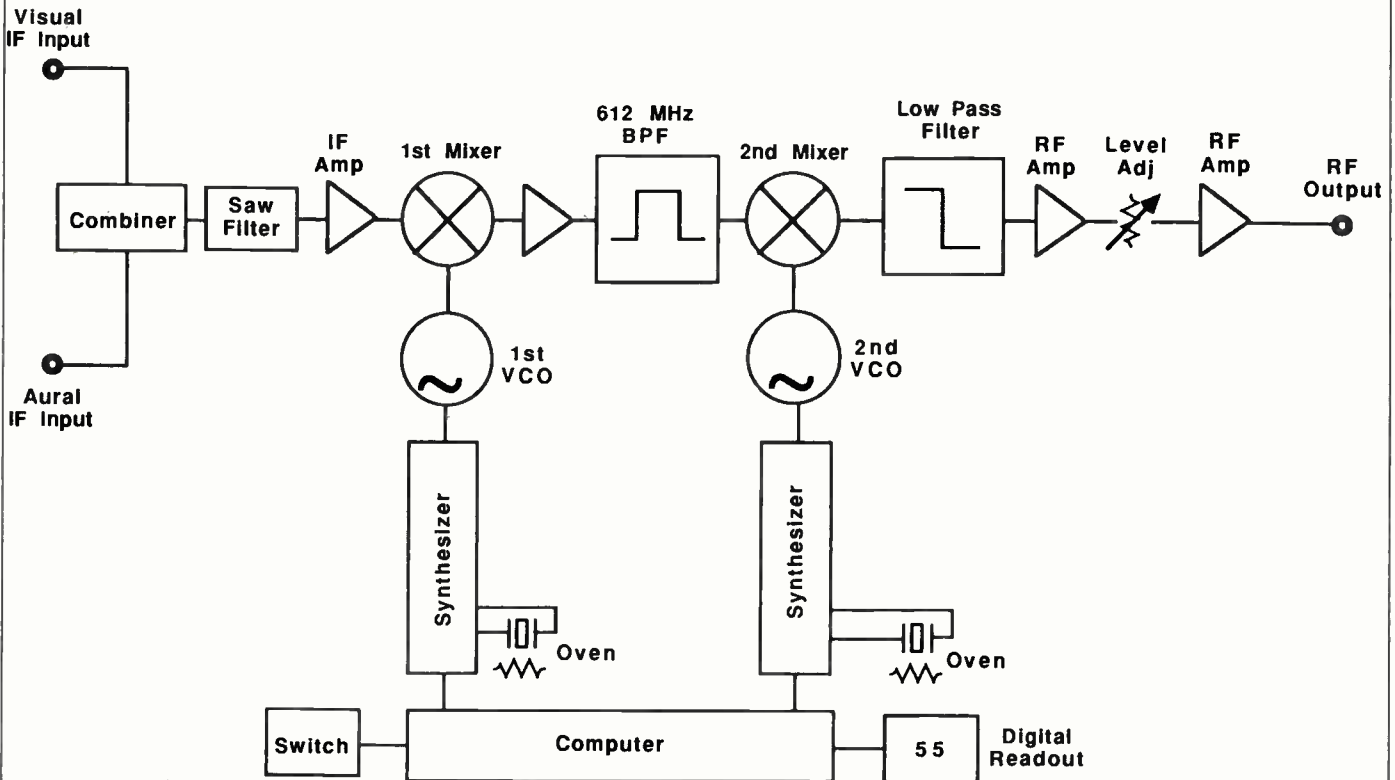 Visual
IF Input
Aural
IF Input
Combiner
Saw
Filter
IF
Amp
1st Mixer
612 MHz
BPF
2nd Mixer
Low Pass
Filter
RF
Amp
Level
Adj
RF
Amp
RF
Output
1st
VCO
2nd
VCO
Synthesizer
Oven
Synthesizer
Oven
Switch
Computer
55
Digital
Readout